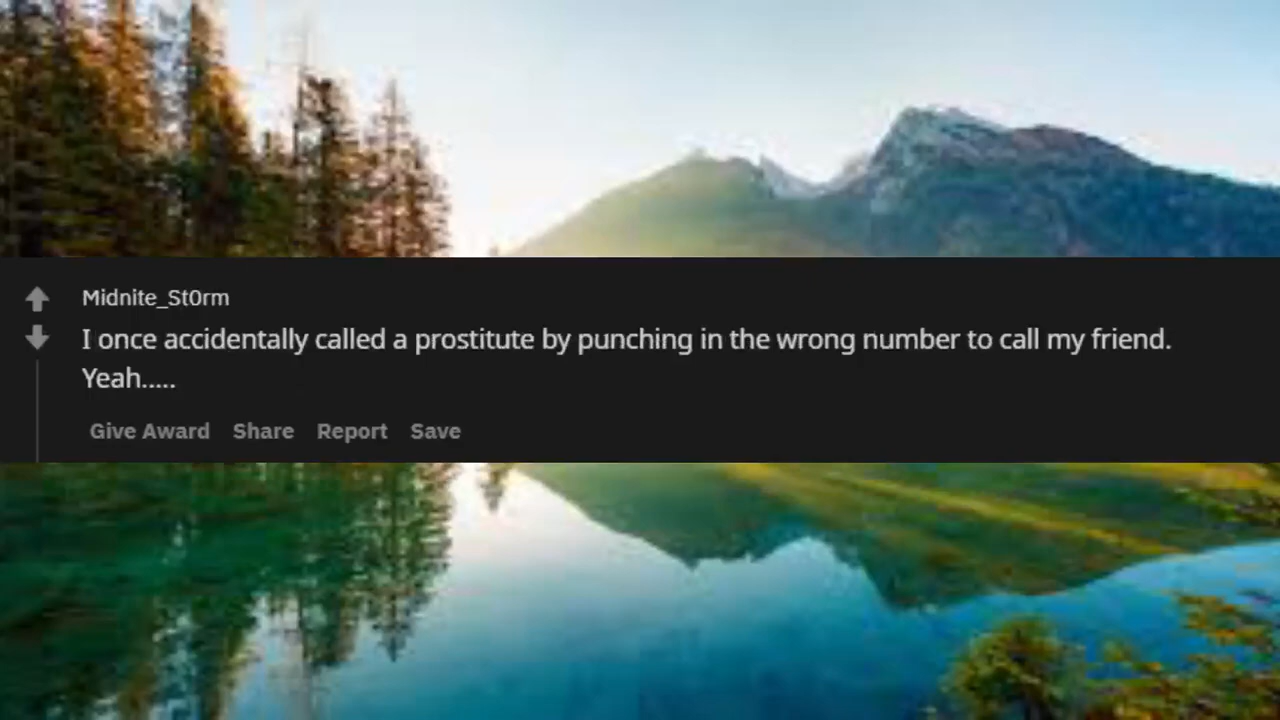 Midnite_St0rm
I once accidentally called a prostitute by punching in the wrong number to call my friend.
Yeah.....
Give Award Share Report Save